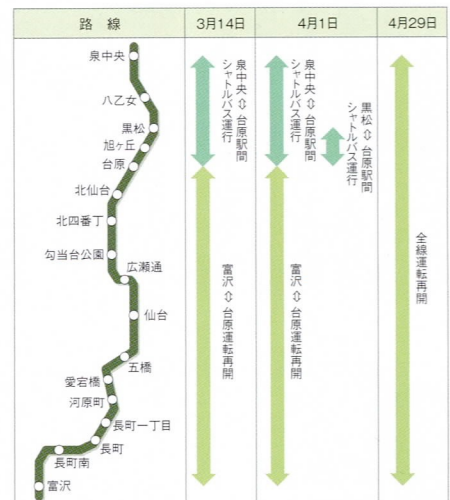 路線
3月14日
4月1日
4月29日
泉中央
八乙女
黒松
旭ヶ丘
台原
北仙台
北四番丁
勾当台公園
広瀬通
仙台
五橋
愛宕橋
河原町
長町一丁目
長町
長町南
富沢
泉中央⇔台原駅間
シャトルバス運行
富沢⇔台原運転再開
泉中央⇔台原駅間
シャトルバス運行
黒松⇔台原駅間
シャトルバス運行
富沢⇔台原運転再開
全線運転再開